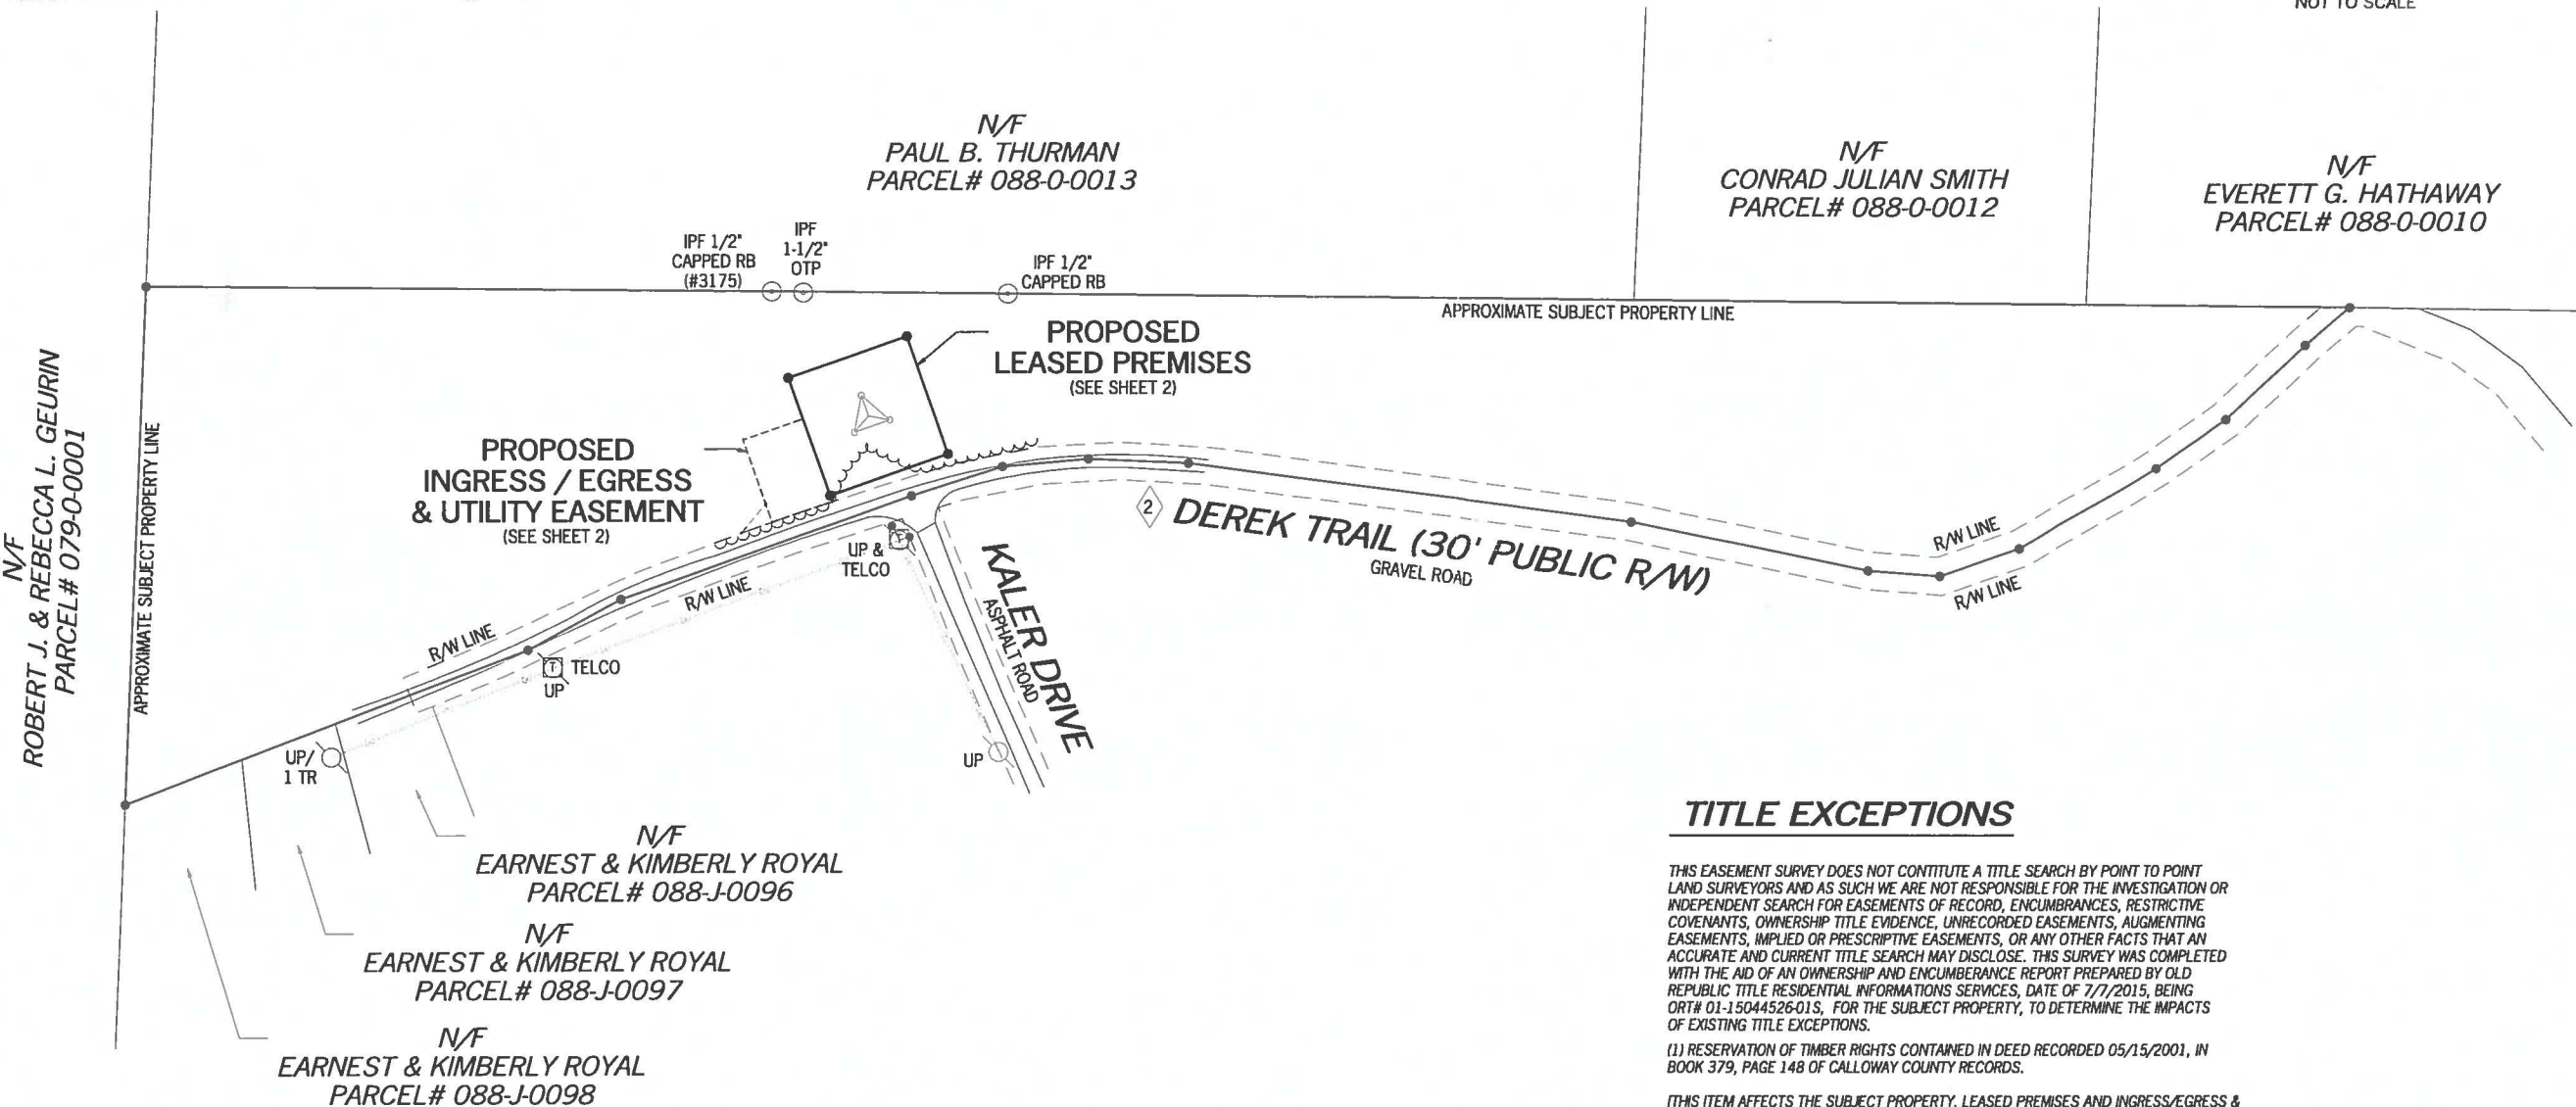 NOT TO SCALE
N/F
PAUL B. THURMAN
PARCEL# 088-0-0013
N/F
CONRAD JULIAN SMITH
PARCEL# 088-0-0012
N/F
EVERETT G. HATHAWAY
PARCEL# 088-0-0010
IPF 1/2"
CAPPED RB
(#3175)
IPF
1-1/2"
OTP
IPF 1/2"
CAPPED RB
APPROXIMATE SUBJECT PROPERTY LINE
PROPOSED
LEASED PREMISES
(SEE SHEET 2)
N/F
ROBERT J. & REBECCA L. GEURIN
PARCEL# 079-0-0001
APPROXIMATE SUBJECT PROPERTY LINE
PROPOSED
INGRESS / EGRESS
& UTILITY EASEMENT
(SEE SHEET 2)
2
DEREK TRAIL (30' PUBLIC R/W)
GRAVEL ROAD
R/W LINE
R/W LINE
UP &
TELCO
KALER DRIVE
ASPHALT ROAD
R/W LINE
R/W LINE
T
TELCO
UP
UP/
1 TR
UP
N/F
EARNEST & KIMBERLY ROYAL
PARCEL# 088-J-0096
N/F
EARNEST & KIMBERLY ROYAL
PARCEL# 088-J-0097
N/F
EARNEST & KIMBERLY ROYAL
PARCEL# 088-J-0098
TITLE EXCEPTIONS
THIS EASEMENT SURVEY DOES NOT CONTITUTE A TITLE SEARCH BY POINT TO POINT
LAND SURVEYORS AND AS SUCH WE ARE NOT RESPONSIBLE FOR THE INVESTIGATION OR
INDEPENDENT SEARCH FOR EASEMENTS OF RECORD, ENCUMBRANCES, RESTRICTIVE
COVENANTS, OWNERSHIP TITLE EVIDENCE, UNRECORDED EASEMENTS, AUGMENTING
EASEMENTS, IMPLIED OR PRESCRIPTIVE EASEMENTS, OR ANY OTHER FACTS THAT AN
ACCURATE AND CURRENT TITLE SEARCH MAY DISCLOSE. THIS SURVEY WAS COMPLETED
WITH THE AID OF AN OWNERSHIP AND ENCUMBERANCE REPORT PREPARED BY OLD
REPUBLIC TITLE RESIDENTIAL INFORMATIONS SERVICES, DATE OF 7/7/2015, BEING
ORT# 01-15044526-01S, FOR THE SUBJECT PROPERTY, TO DETERMINE THE IMPACTS
OF EXISTING TITLE EXCEPTIONS.
(1) RESERVATION OF TIMBER RIGHTS CONTAINED IN DEED RECORDED 05/15/2001, IN
BOOK 379, PAGE 148 OF CALLOWAY COUNTY RECORDS.
[THIS ITEM AFFECTS THE SUBJECT PROPERTY, LEASED PREMISES AND INGRESS/EGRESS &